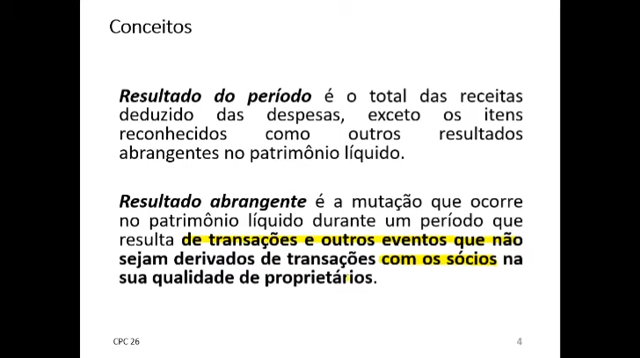 Conceitos
Resultado do período é o total das receitas
deduzido das despesas, exceto os itens
reconhecidos como outros resultados
abrangentes no patrimônio líquido.
Resultado abrangente é a mutação que ocorre
no patrimônio líquido durante um período que
resulta de transações e outros eventos que não
sejam derivados de transações com os sócios na
sua qualidade de proprietários.
CPC 26
4